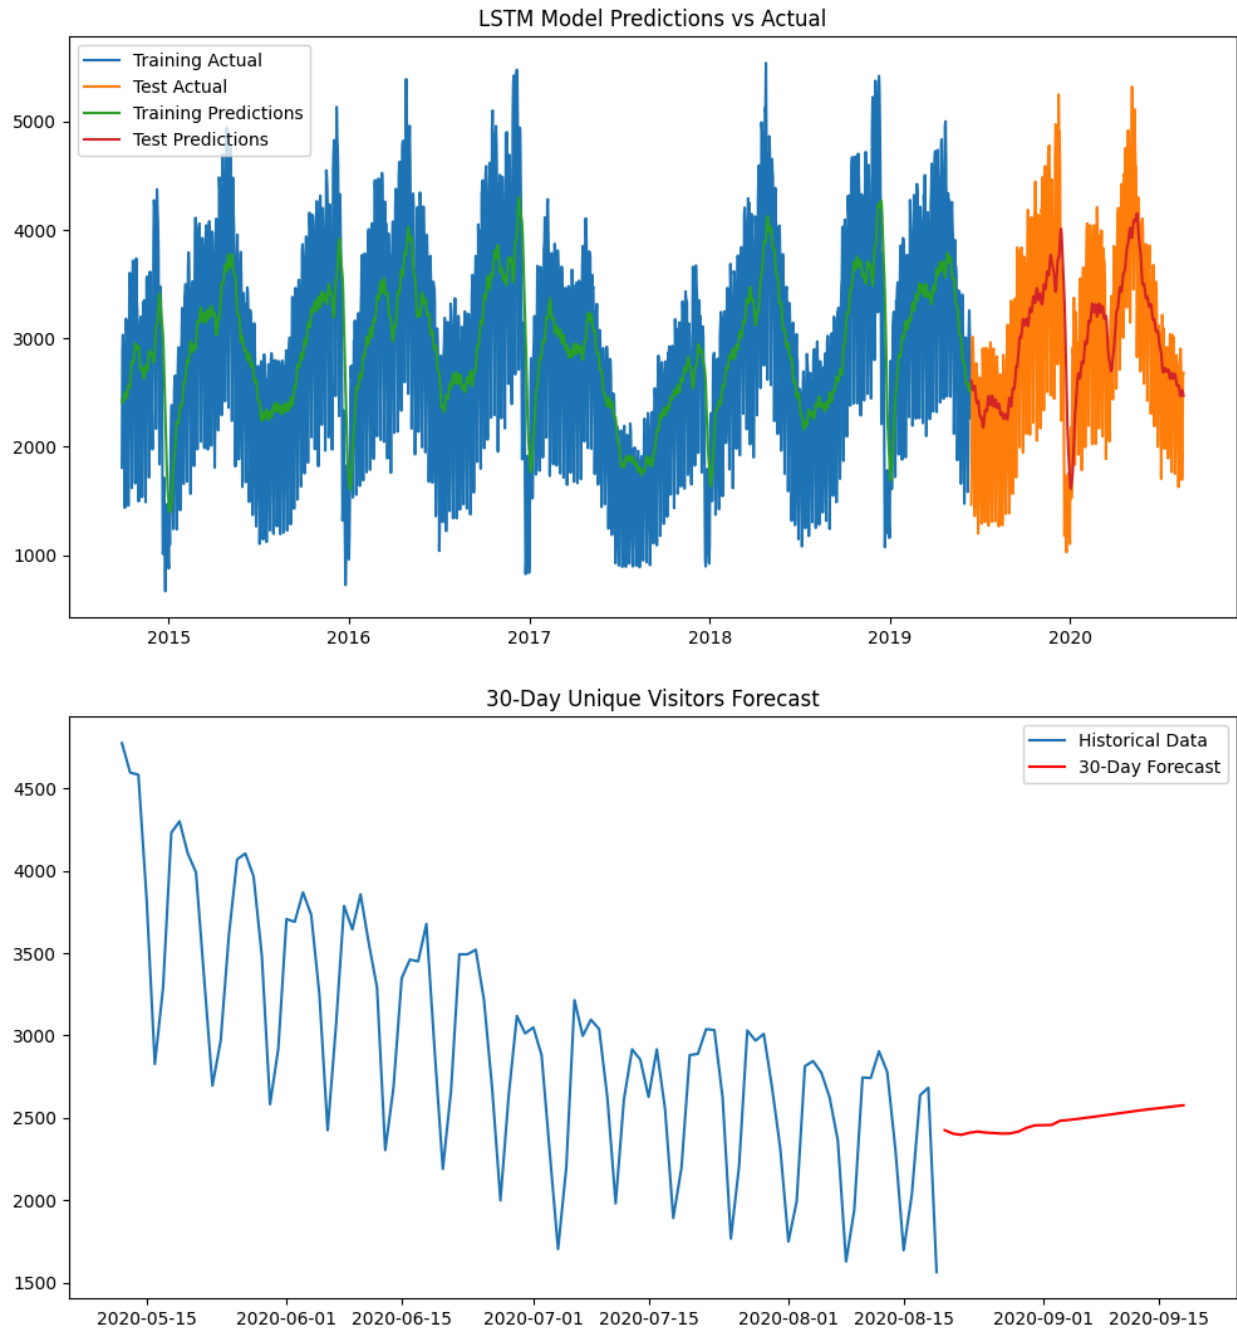 LSTM Model Predictions vs Actual
Training Actual
Test Actual
Training Predictions
Test Predictions
5000
4000
3000
2000
1000
2015 2016 2017 2018 2019 2020
30-Day Unique Visitors Forecast
Historical Data
30-Day Forecast
4500
4000
3500
3000
2500
2000
1500
2020-05-15 2020-06-01 2020-06-15 2020-07-01 2020-07-15 2020-08-01 2020-08-15 2020-09-01 2020-09-15